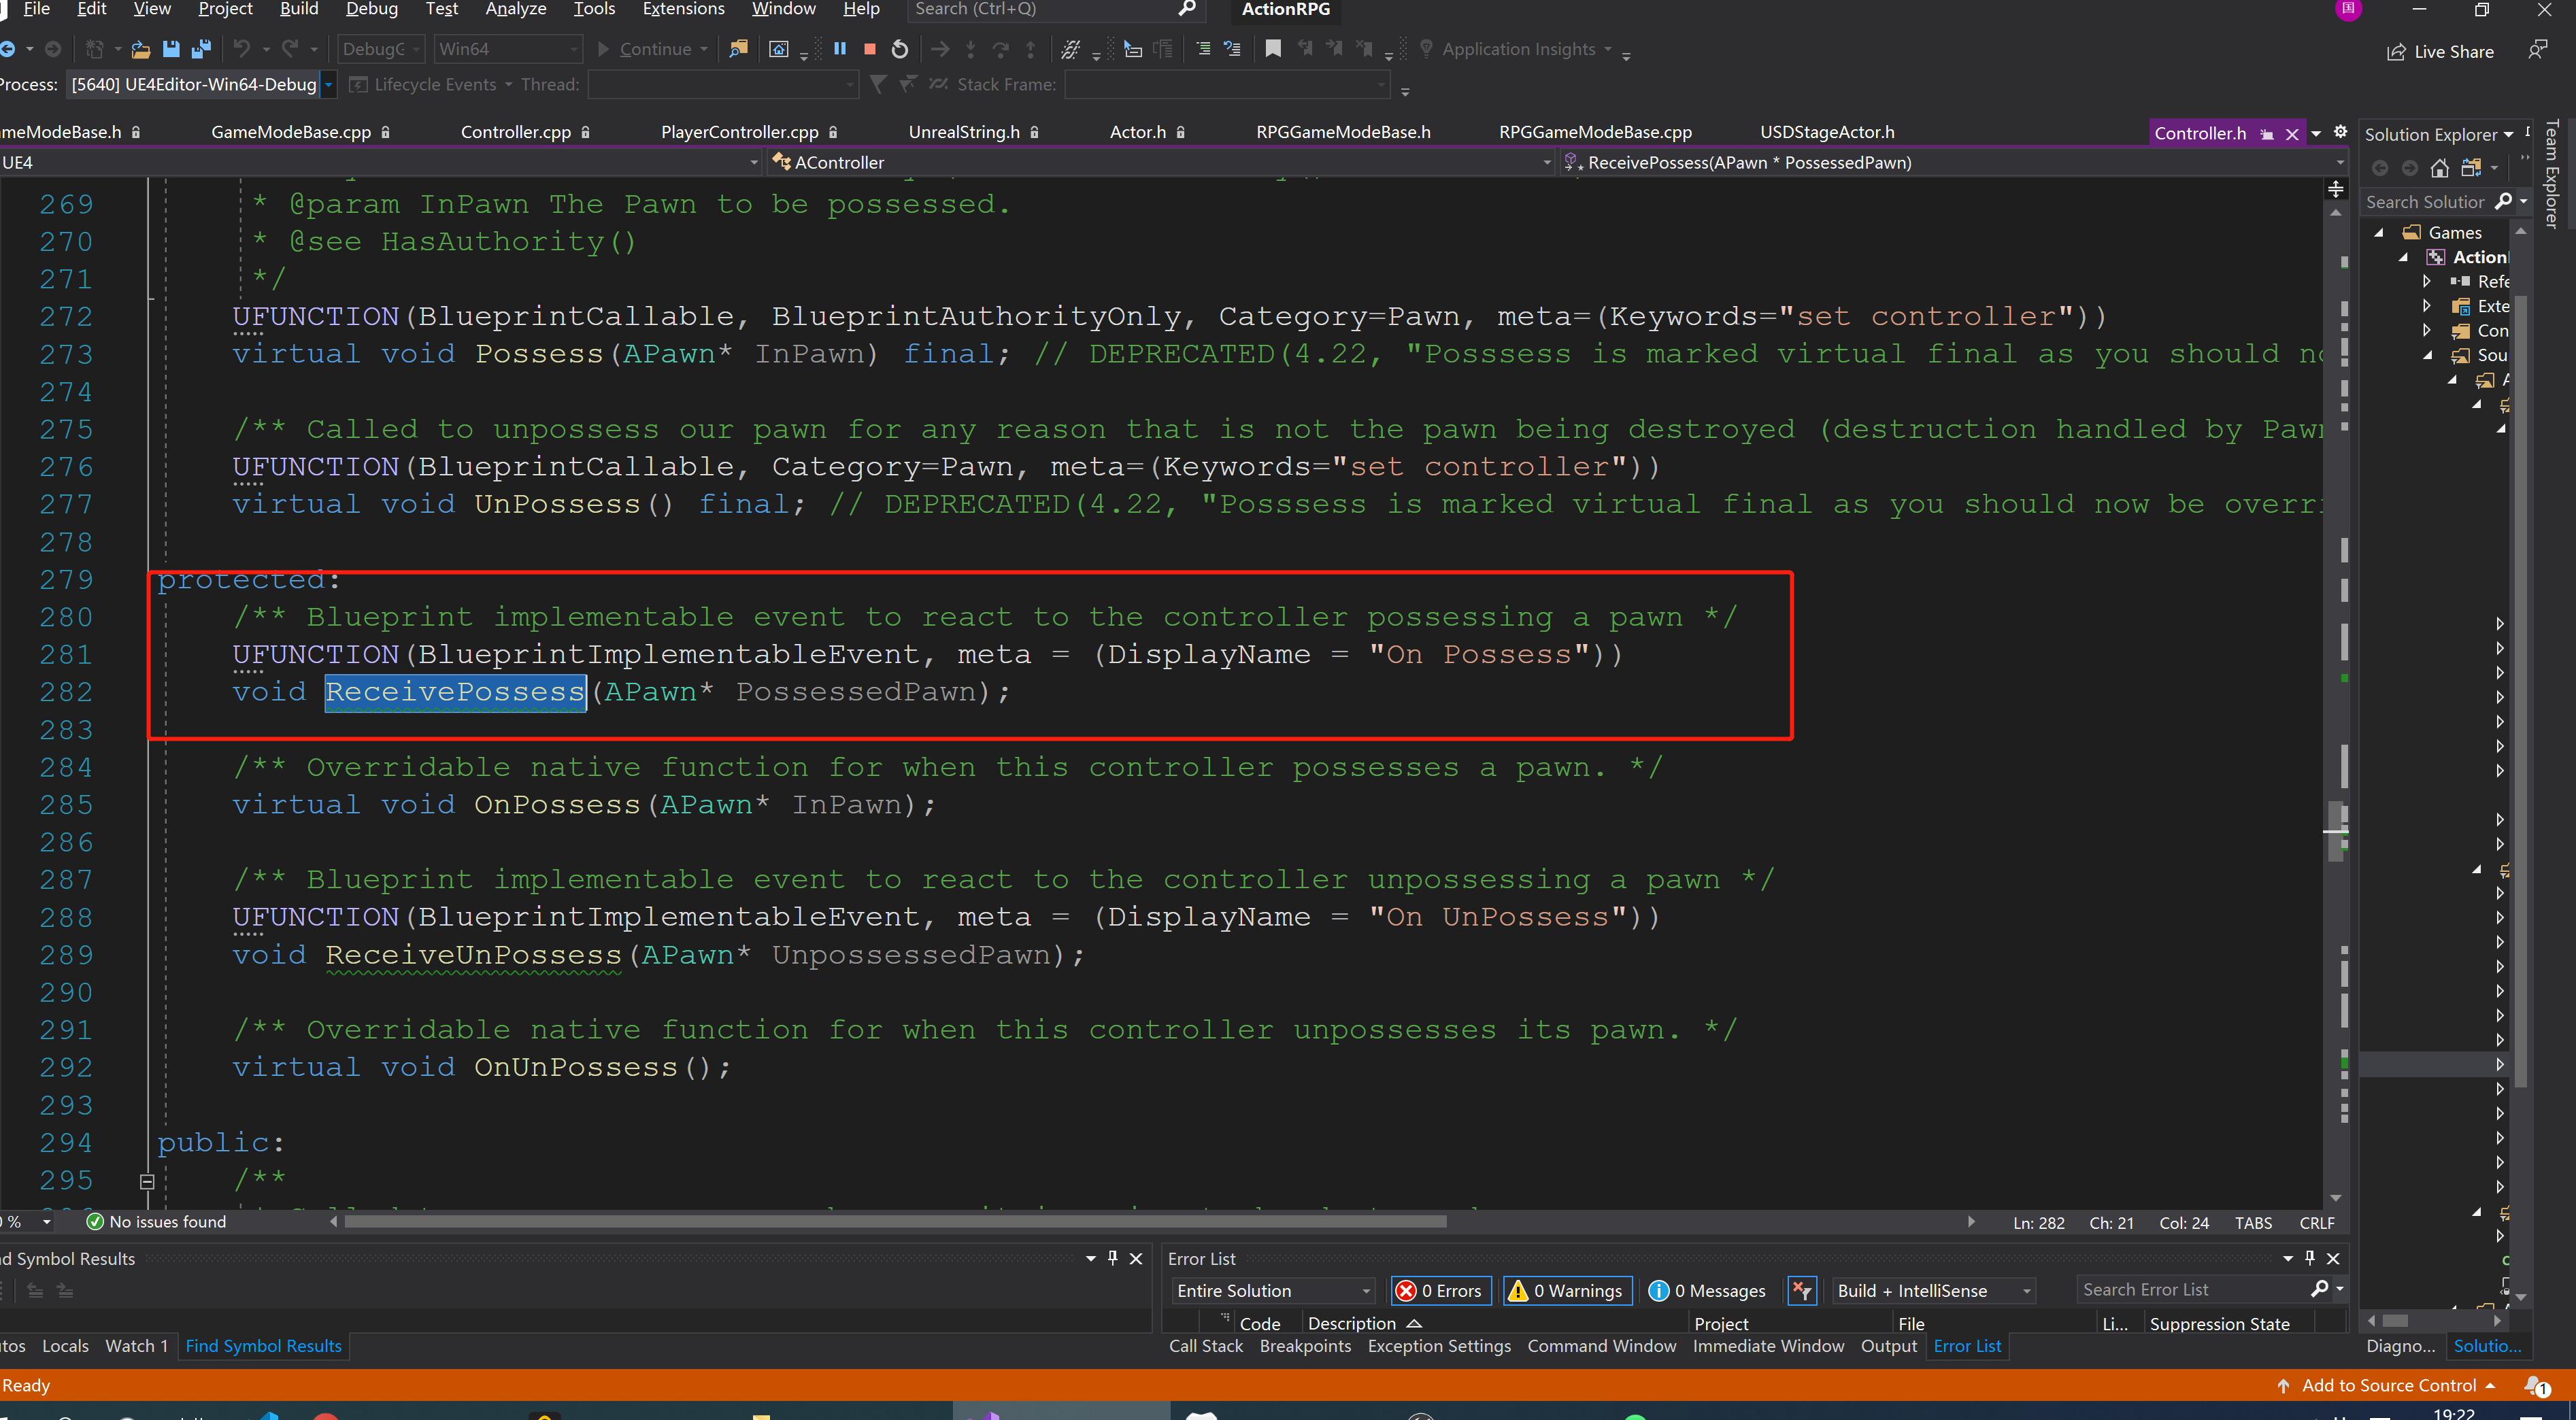 File Edit View Project Build Debug Test Analyze Tools Extensions Window Help Search (Ctrl+Q) ActionRPG 国
DebugG Win64 Continue Application Insights Live Share
Process: [5640] UE4Editor-Win64-Debug Lifecycle Events Thread: Stack Frame:
meModeBase.h GameModeBase.cpp Controller.cpp PlayerController.cpp UnrealString.h Actor.h RPGGameModeBase.h RPGGameModeBase.cpp USDStageActor.h Controller.h
UE4 AController ReceivePossess(APawn * PossessedPawn)
269 * @param InPawn The Pawn to be possessed.
270 * @see HasAuthority()
271 */
272 UFUNCTION(BlueprintCallable, BlueprintAuthorityOnly, Category=Pawn, meta=(Keywords="set controller"))
273 virtual void Possess(APawn* InPawn) final; // DEPRECATED(4.22, "Posssess is marked virtual final as you should
274
275 /** Called to unpossess our pawn for any reason that is not the pawn being destroyed (destruction handled by Pawn
276 UFUNCTION(BlueprintCallable, Category=Pawn, meta=(Keywords="set controller"))
277 virtual void UnPossess() final; // DEPRECATED(4.22, "Posssess is marked virtual final as you should now be overri
278
279 protected:
280 /** Blueprint implementable event to react to the controller possessing a pawn */
281 UFUNCTION(BlueprintImplementableEvent, meta = (DisplayName = "On Possess"))
282 void ReceivePossess(APawn* PossessedPawn);
283
284 /** Overridable native function for when this controller possesses a pawn. */
285 virtual void OnPossess(APawn* InPawn);
286
287 /** Blueprint implementable event to react to the controller unpossessing a pawn */
288 UFUNCTION(BlueprintImplementableEvent, meta = (DisplayName = "On UnPossess"))
289 void ReceiveUnPossess(APawn* UnpossessedPawn);
290
291 /** Overridable native function for when this controller unpossesses its pawn. */
292 virtual void OnUnPossess();
293
294 public:
295 /**
Solution Explorer
Search Solution
Games
Action
Refe
Exte
Con
Sou
Team Explorer
% No issues found Ln: 282 Ch: 21 Col: 24 TABS CRLF
d Symbol Results Error List
Entire Solution 0 Errors 0 Warnings 0 Messages Build + IntelliSense Search Error List
Code Description Project File Li... Suppression State
tos Locals Watch 1 Find Symbol Results Call Stack Breakpoints Exception Settings Command Window Immediate Window Output Error List Diagno... Solutio...
Ready Add to Source Control 1
19:22